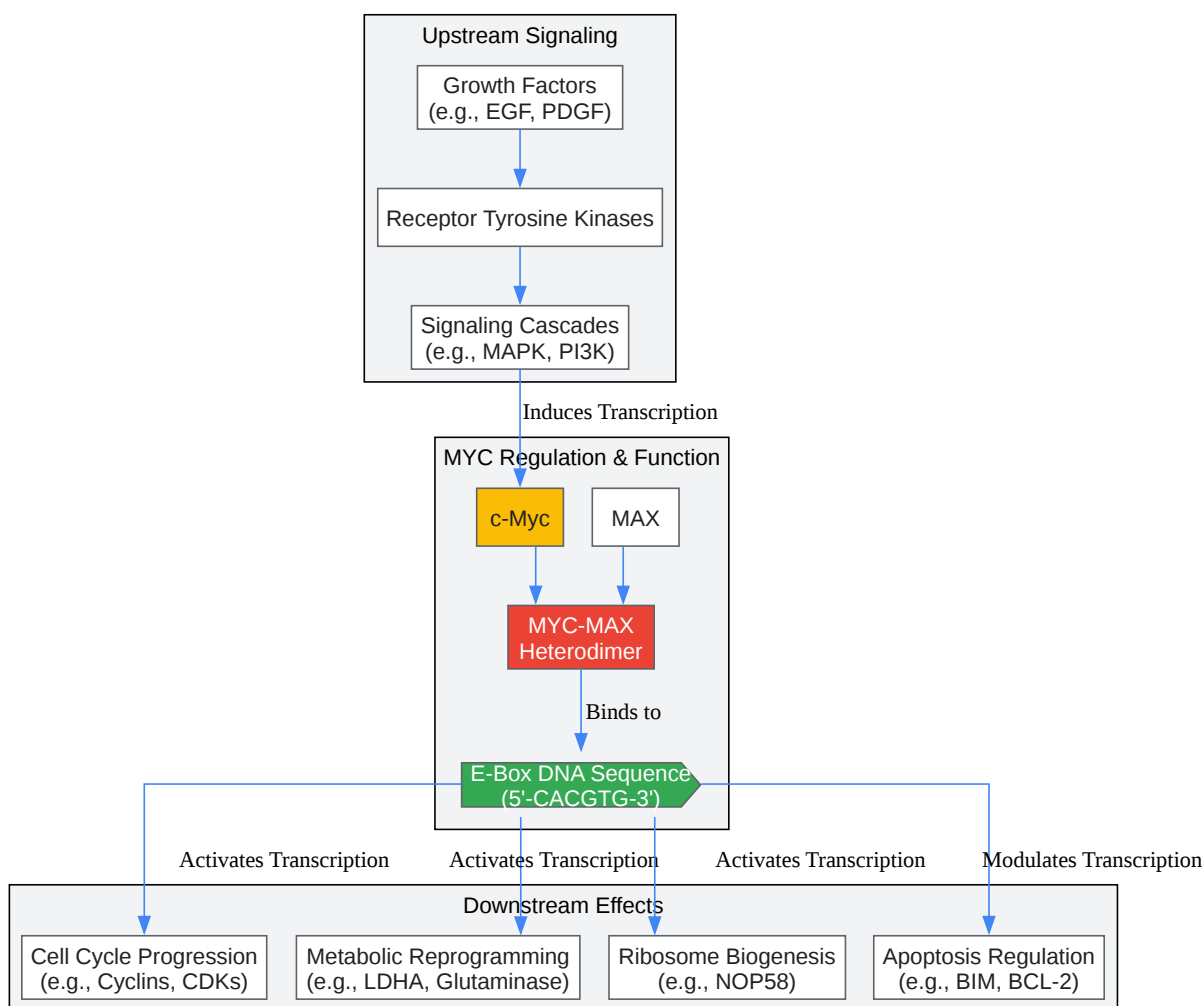 Upstream Signaling
Growth Factors
(e.g., EGF, PDGF)
Receptor Tyrosine Kinases
Signaling Cascades
(e.g., MAPK, PI3K)
Induces Transcription
MYC Regulation & Function
c-Myc
MAX
MYC-MAX
Heterodimer
Binds to
E-Box DNA Sequence
(5'-CACGTG-3')
Activates Transcription
Activates Transcription
Activates Transcription
Modulates Transcription
Downstream Effects
Cell Cycle Progression
(e.g., Cyclins, CDKs)
Metabolic Reprogramming
(e.g., LDHA, Glutaminase)
Ribosome Biogenesis
(e.g., NOP58)
Apoptosis Regulation
(e.g., BIM, BCL-2)